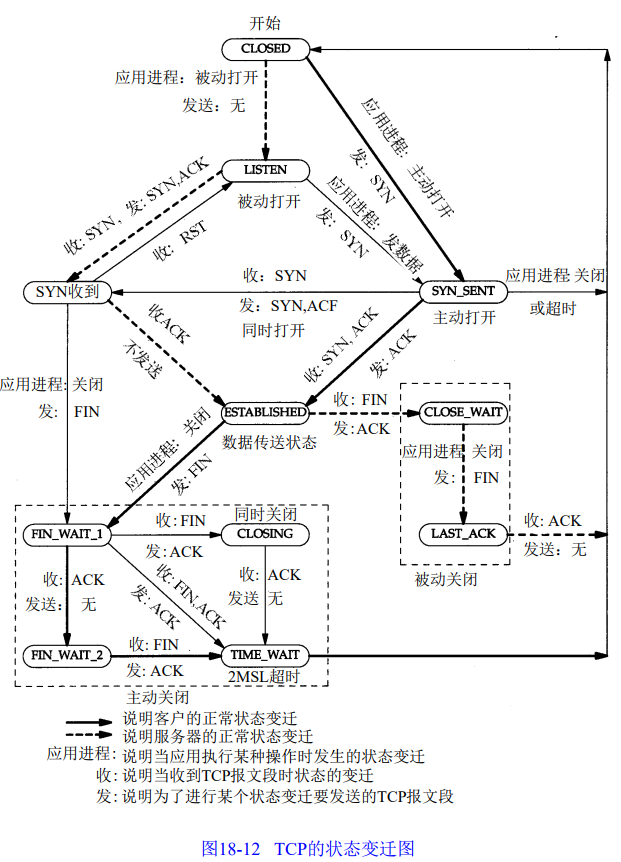 开始
CLOSED
应用进程：被动打开
发送：无
应用进程：主动打开
发：SYN
LISTEN
被动打开
收：SYN，发：SYN,ACK
收：RST
应用进程：发数据
发：SYN
SYN收到
收：SYN
发：SYN,ACF
同时打开
SYN_SENT
主动打开
应用进程:关闭
或超时
收ACK
不发送
收：SYN, ACK
发：ACK
应用进程:关闭
发：FIN
ESTABLISHED
数据传送状态
收：FIN
发：ACK
CLOSE_WAIT
应用进程 关闭
发： FIN
应用进程：关闭
发：FIN
LAST_ACK
收：ACK
发送：无
被动关闭
FIN_WAIT_1
收：FIN
发：ACK
同时关闭
CLOSING
收：ACK
发送： 无
收：FIN,ACK
发：ACK
收：ACK
发送 无
FIN_WAIT_2
收：FIN
发：ACK
TIME_WAIT
2MSL超时
主动关闭
说明客户的正常状态变迁
说明服务器的正常状态变迁
应用进程：说明当应用执行某种操作时发生的状态变迁
收：说明当收到TCP报文段时状态的变迁
发：说明为了进行某个状态变迁要发送的TCP报文段
图18-12 TCP的状态变迁图